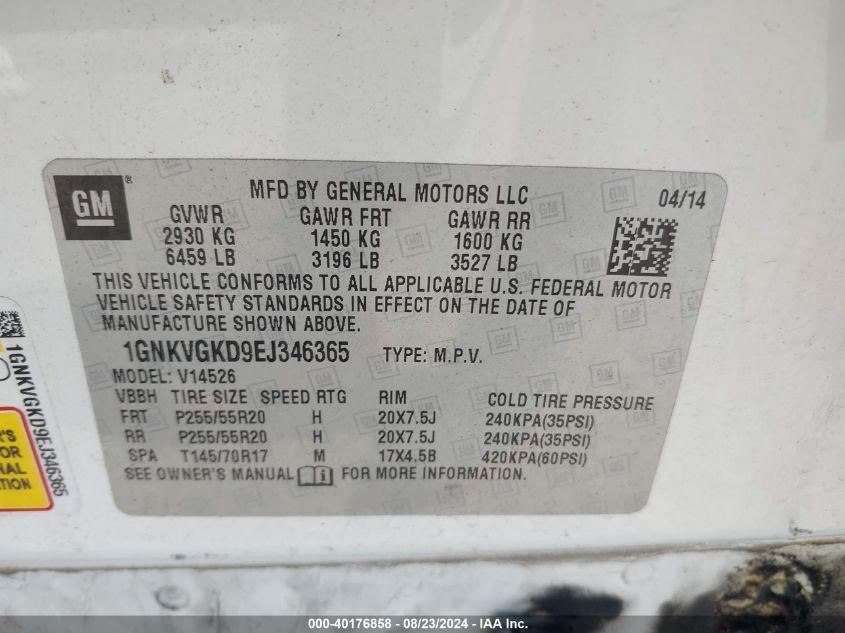 GM ®
MFD BY GENERAL MOTORS LLC 04/14
GVWR GAWR FRT GAWR RR
2930 KG 1450 KG 1600 KG
6459 LB 3196 LB 3527 LB
THIS VEHICLE CONFORMS TO ALL APPLICABLE U.S. FEDERAL MOTOR
VEHICLE SAFETY STANDARDS IN EFFECT ON THE DATE OF
MANUFACTURE SHOWN ABOVE.
1GNKVGKD9EJ346365 TYPE: M.P.V.
MODEL: V14526
VBBH TIRE SIZE SPEED RTG RIM COLD TIRE PRESSURE
FRT P255/55R20 H 20X7.5J 240KPA(35PSI)
RR P255/55R20 H 20X7.5J 240KPA(35PSI)
SPA T145/70R17 M 17X4.5B 420KPA(60PSI)
SEE OWNER'S MANUAL FOR MORE INFORMATION.
1GNKVGKD9EJ346365
000-40176858 - 08/23/2024 - IAA Inc.